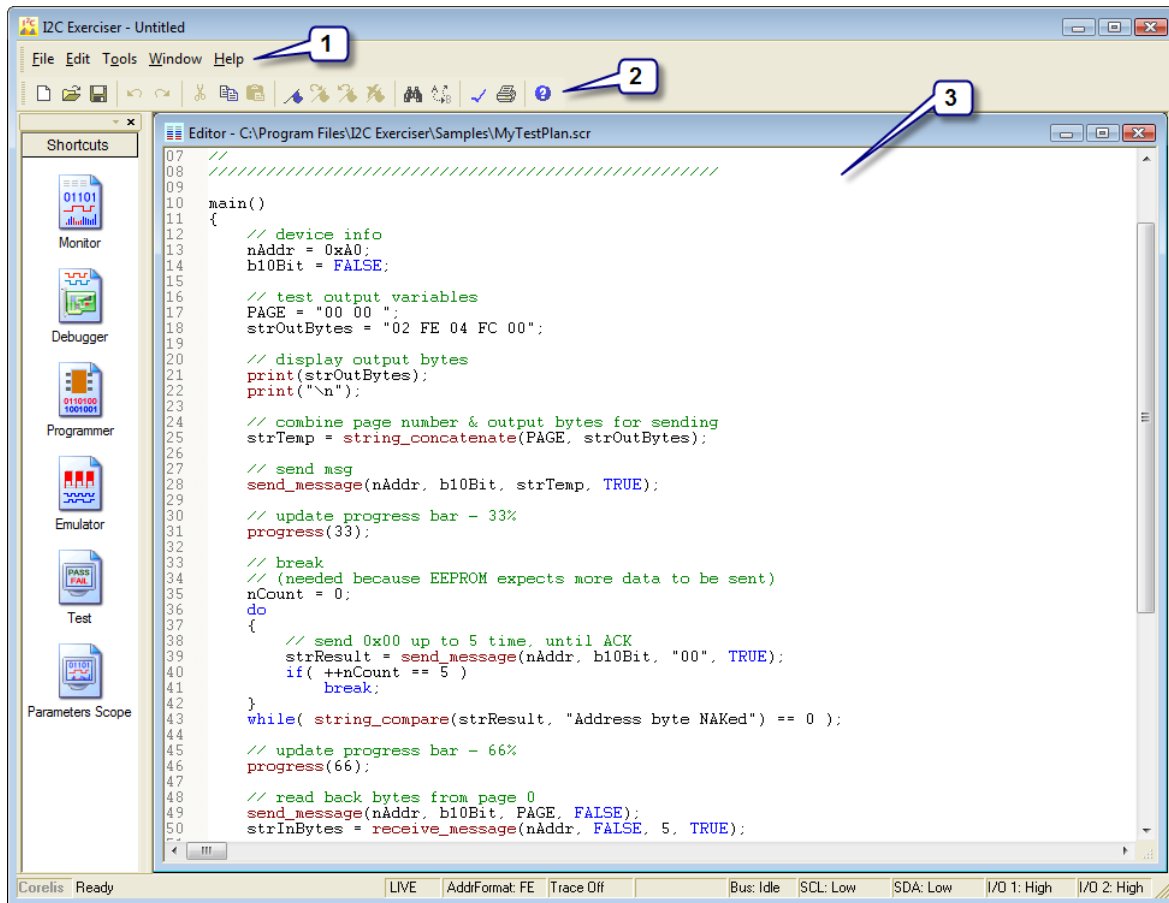 I2C Exerciser - Untitled
File Edit Tools Window Help
1
2
3
Shortcuts
Monitor
Debugger
Programmer
Emulator
Test
Parameters Scope
01101
0110100
1001001
PASS
FAIL
01101
Editor - C:\Program Files\I2C Exerciser\Samples\MyTestPlan.scr
07 //
08 /////////////////////////////////////////////////////
09
10 main()
11 {
12 // device info
13 nAddr = 0xA0;
14 b10Bit = FALSE;
15
16 // test output variables
17 PAGE = "00 00 ";
18 strOutBytes = "02 FE 04 FC 00";
19
20 // display output bytes
21 print(strOutBytes);
22 print("\n");
23
24 // combine page number & output bytes for sending
25 strTemp = string_concatenate(PAGE, strOutBytes);
26
27 // send msg
28 send_message(nAddr, b10Bit, strTemp, TRUE);
29
30 // update progress bar - 33%
31 progress(33);
32
33 // break
34 // (needed because EEPROM expects more data to be sent)
35 nCount = 0;
36 do
37 {
38 // send 0x00 up to 5 time, until ACK
39 strResult = send_message(nAddr, b10Bit, "00", TRUE);
40 if( ++nCount == 5 )
41 break;
42 }
43 while( string_compare(strResult, "Address byte NAKed") == 0 );
44
45 // update progress bar - 66%
46 progress(66);
47
48 // read back bytes from page 0
49 send_message(nAddr, b10Bit, PAGE, FALSE);
50 strInBytes = receive_message(nAddr, FALSE, 5, TRUE);
Corelis Ready LIVE AddrFormat: FE Trace Off Bus: Idle SCL: Low SDA: Low I/O 1: High I/O 2: High